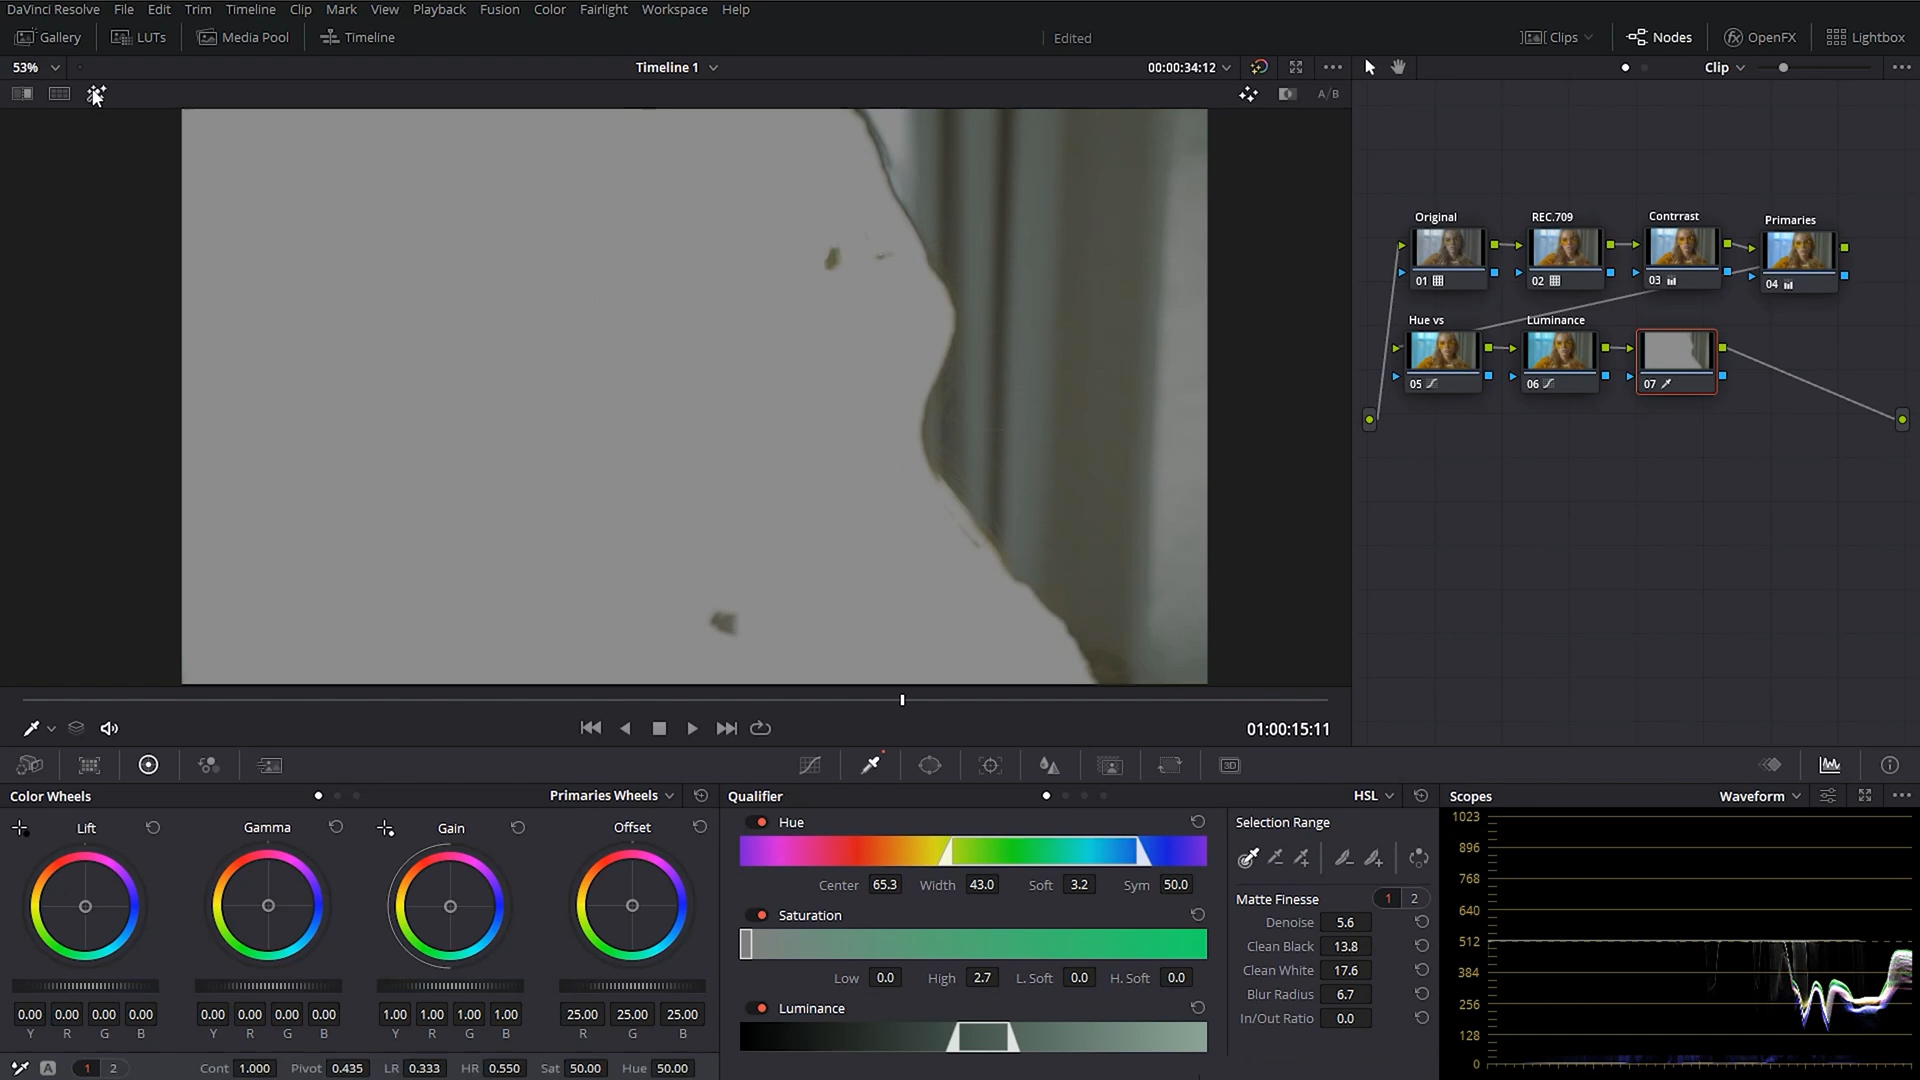 DaVinci Resolve File Edit Trim Timeline Clip Mark View Playback Fusion Color Fairlight Workspace Help
Gallery LUTs Media Pool Timeline Edited Clips Nodes OpenFX Lightbox
53% Timeline 1 00:00:34:12 Clip
A/B
Original REC.709 Contrrast Primaries
01 02 03 04
Hue vs Luminance
05 06 07
01:00:15:11
3D
Color Wheels Primaries Wheels Qualifier HSL Scopes Waveform
Lift Gamma Gain Offset
0.00 0.00 0.00 0.00 0.00 0.00 0.00 0.00 1.00 1.00 1.00 1.00 25.00 25.00 25.00
Y R G B Y R G B Y R G B R G B
A 1 2 Cont 1.000 Pivot 0.435 LR 0.333 HR 0.550 Sat 50.00 Hue 50.00
Hue
Center 65.3 Width 43.0 Soft 3.2 Sym 50.0
Saturation
Low 0.0 High 2.7 L. Soft 0.0 H. Soft 0.0
Luminance
Selection Range
Matte Finesse 1 2
Denoise 5.6
Clean Black 13.8
Clean White 17.6
Blur Radius 6.7
In/Out Ratio 0.0
1023
896
768
640
512
384
256
128
0